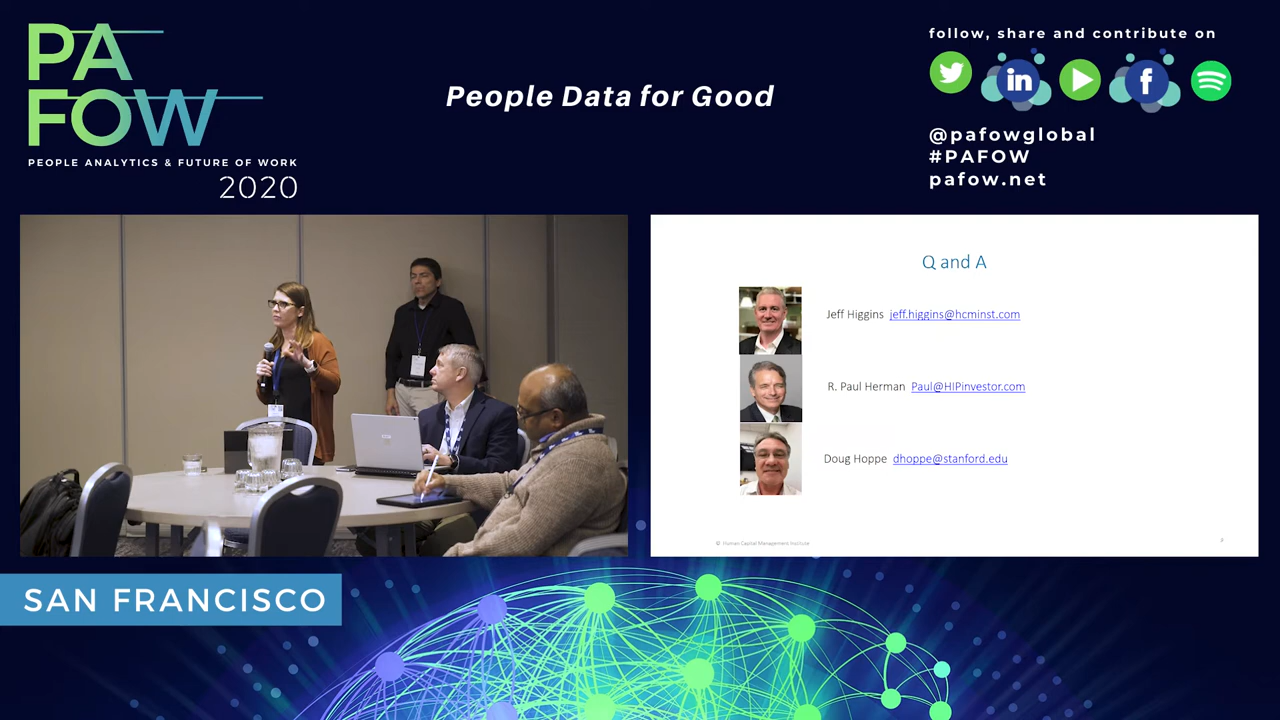 PA
FOW
PEOPLE ANALYTICS & FUTURE OF WORK
2020
People Data for Good
follow, share and contribute on
in
f
@pafowglobal
#PAFOW
pafow.net
Q and A
Jeff Higgins jeff.higgins@hcminst.com
R. Paul Herman Paul@HIPinvestor.com
Doug Hoppe dhoppe@stanford.edu
© Human Capital Management Institute
SAN FRANCISCO